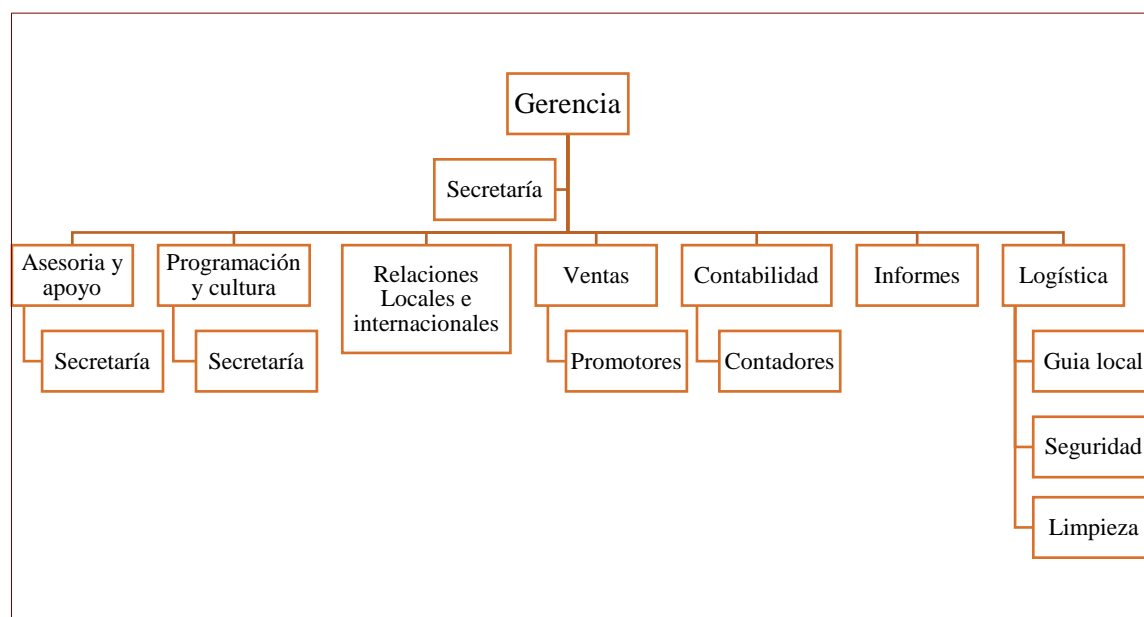 Gerencia
Secretaría
Asesoria y
apoyo
Programación
y cultura
Relaciones
Locales e
internacionales
Ventas
Contabilidad
Informes
Logística
Secretaría
Secretaría
Promotores
Contadores
Guia local
Seguridad
Limpieza